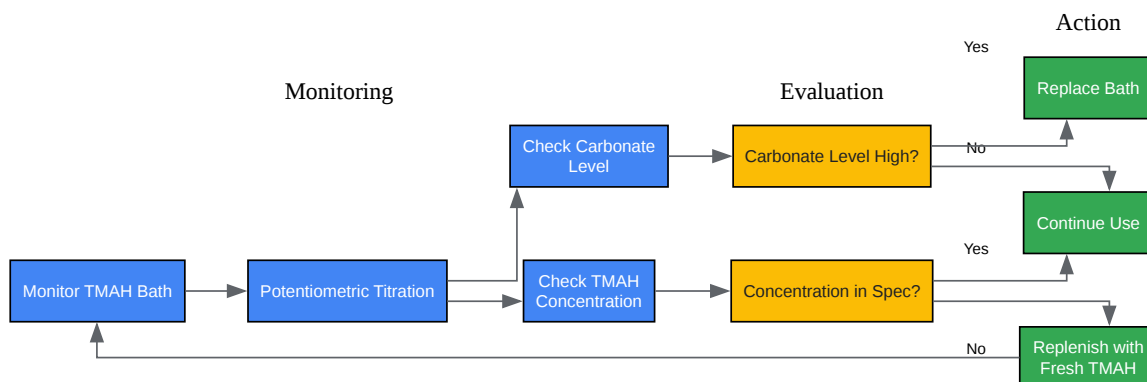 Action
Yes
Monitoring
Evaluation
Replace Bath
Check Carbonate
Level
Carbonate Level High?
No
Continue Use
Yes
Monitor TMAH Bath
Potentiometric Titration
Check TMAH
Concentration
Concentration in Spec?
No
Replenish with
Fresh TMAH